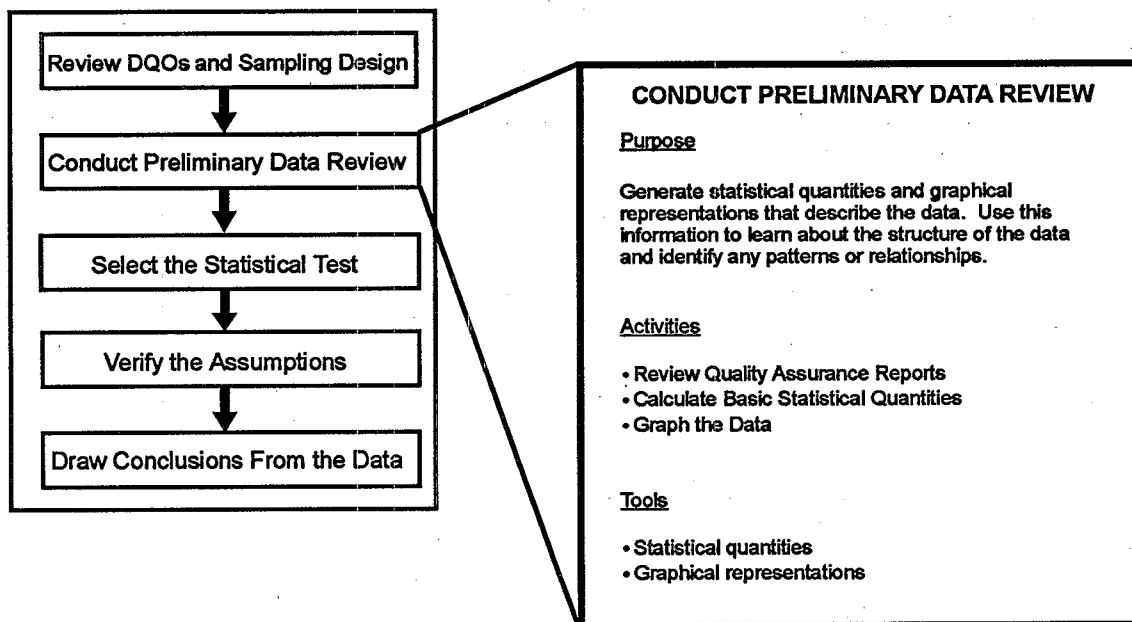 Review DQOs and Sampling Design
Conduct Preliminary Data Review
Select the Statistical Test
Verify the Assumptions
Draw Conclusions From the Data
CONDUCT PRELIMINARY DATA REVIEW
Purpose
Generate statistical quantities and graphical
representations that describe the data. Use this
information to learn about the structure of the data
and identify any patterns or relationships.
Activities
• Review Quality Assurance Reports
• Calculate Basic Statistical Quantities
• Graph the Data
Tools
• Statistical quantities
• Graphical representations